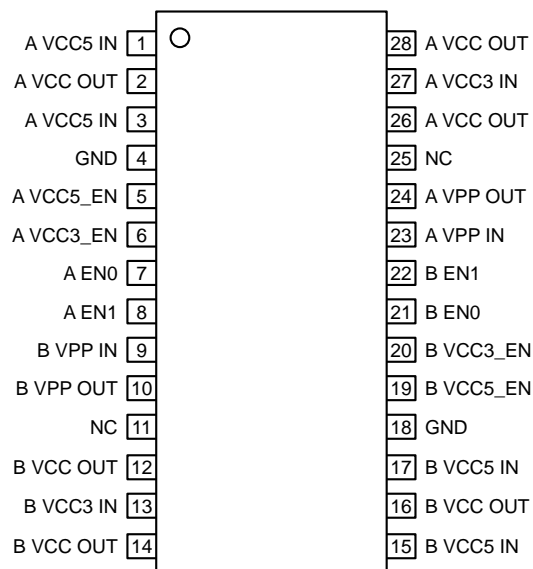 A VCC5 IN 1 28 A VCC OUT
A VCC OUT 2 27 A VCC3 IN
A VCC5 IN 3 26 A VCC OUT
GND 4 25 NC
A VCC5_EN 5 24 A VPP OUT
A VCC3_EN 6 23 A VPP IN
A EN0 7 22 B EN1
A EN1 8 21 B EN0
B VPP IN 9 20 B VCC3_EN
B VPP OUT 10 19 B VCC5_EN
NC 11 18 GND
B VCC OUT 12 17 B VCC5 IN
B VCC3 IN 13 16 B VCC OUT
B VCC OUT 14 15 B VCC5 IN